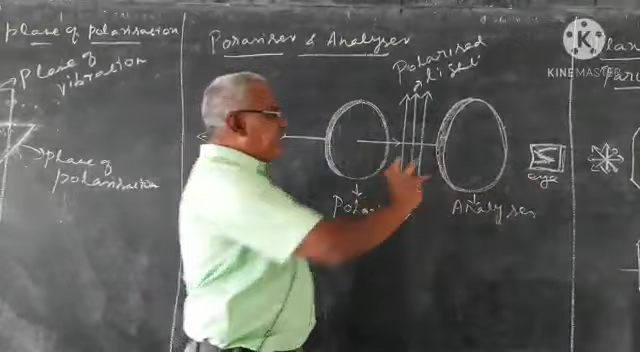 plane of polarisation
plane of
vibration
plane of
polarisation
Polariser & Analyser
Polarised
light
Analyser
eye
KINEMASTER